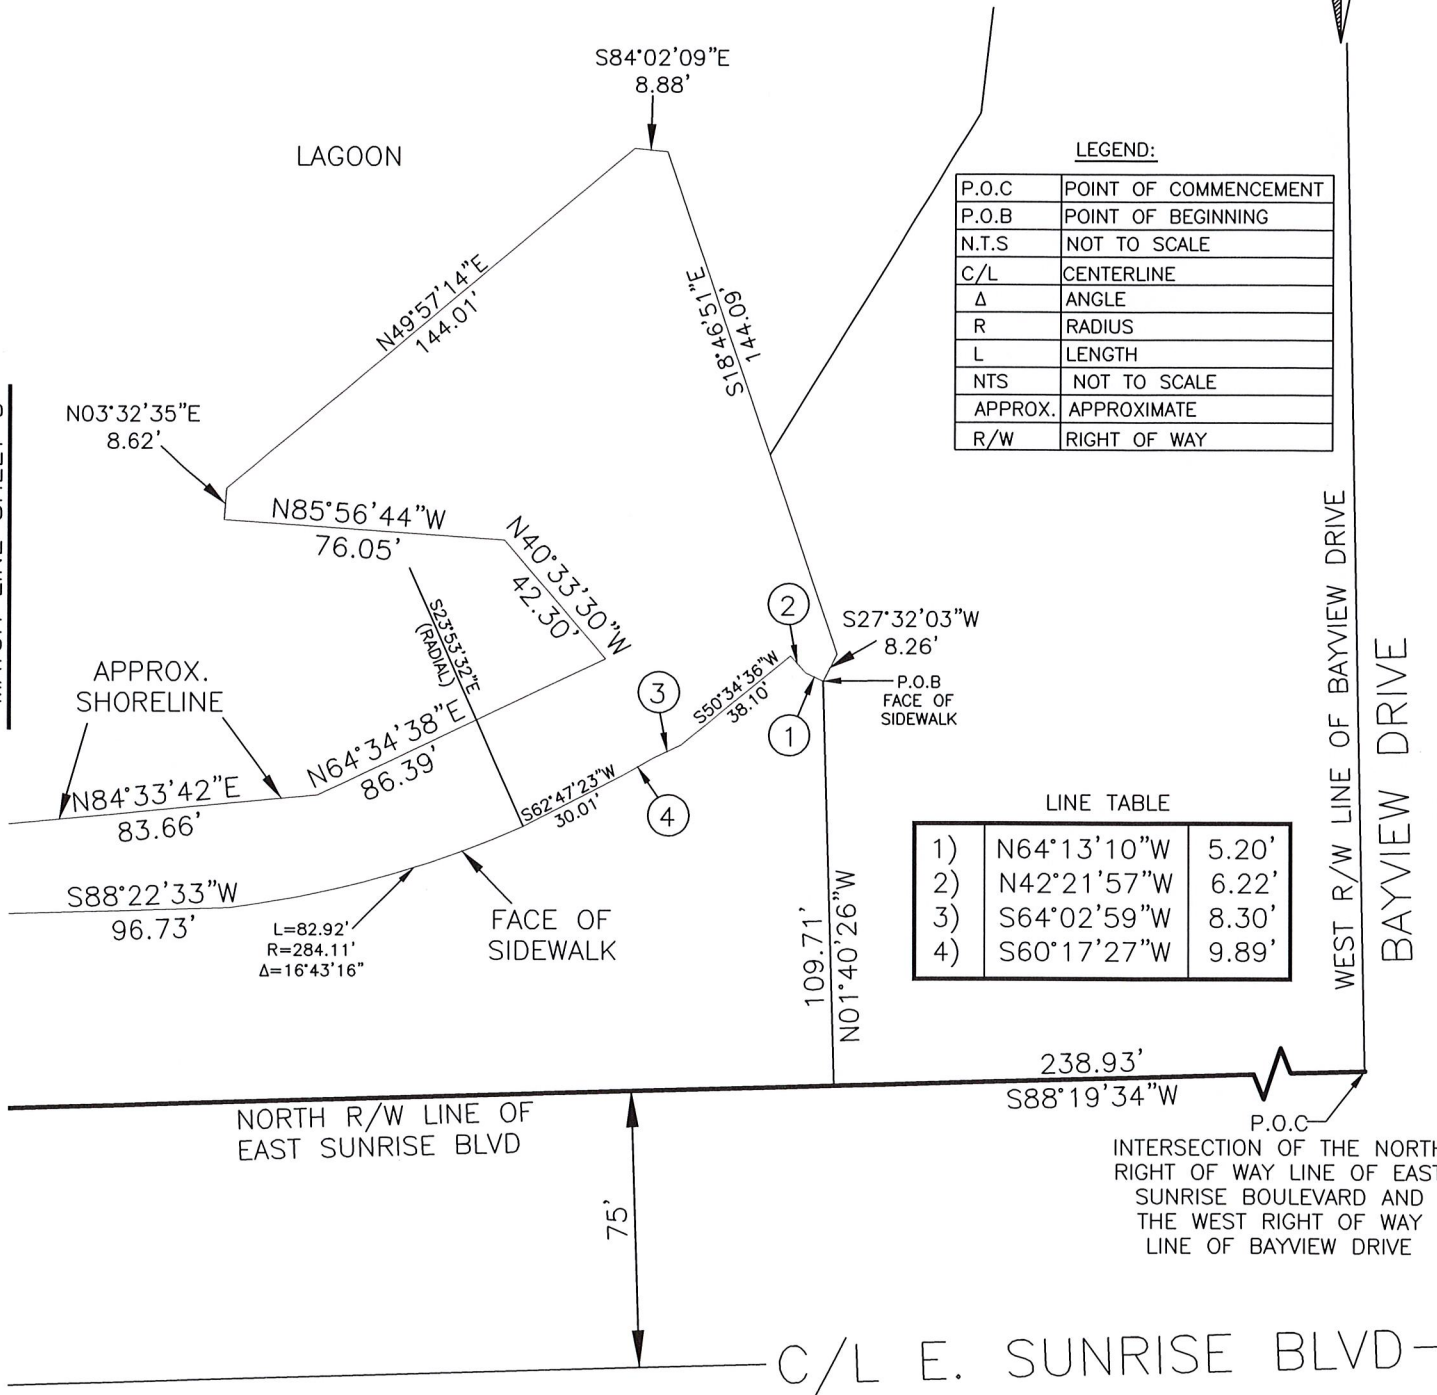 S84°02'09"E
8.88'
LAGOON
LEGEND:
P.O.C POINT OF COMMENCEMENT
P.O.B POINT OF BEGINNING
N.T.S NOT TO SCALE
C/L CENTERLINE
Δ ANGLE
R RADIUS
L LENGTH
NTS NOT TO SCALE
APPROX. APPROXIMATE
R/W RIGHT OF WAY
N49°57'14"E
144.01'
S18°46'51"E
144.09'
N03°32'35"E
8.62'
N85°56'44"W
76.05'
N40°33'30"W
42.30'
S23°53'32"E
(RADIAL)
2
S27°32'03"W
8.26'
P.O.B
FACE OF
SIDEWALK
1
S50°34'36"W
38.10'
3
APPROX.
SHORELINE
N64°34'38"E
86.39'
N84°33'42"E
83.66'
S62°47'23"W
30.01'
4
S88°22'33"W
96.73'
L=82.92'
R=284.11'
Δ=16°43'16"
FACE OF
SIDEWALK
109.71'
N01°40'26"W
LINE TABLE
1) N64°13'10"W 5.20'
2) N42°21'57"W 6.22'
3) S64°02'59"W 8.30'
4) S60°17'27"W 9.89'
WEST R/W LINE OF BAYVIEW DRIVE
BAYVIEW DRIVE
238.93'
S88°19'34"W
NORTH R/W LINE OF
EAST SUNRISE BLVD
P.O.C
INTERSECTION OF THE NORTH
RIGHT OF WAY LINE OF EAST
SUNRISE BOULEVARD AND
THE WEST RIGHT OF WAY
LINE OF BAYVIEW DRIVE
75'
C/L E. SUNRISE BLVD